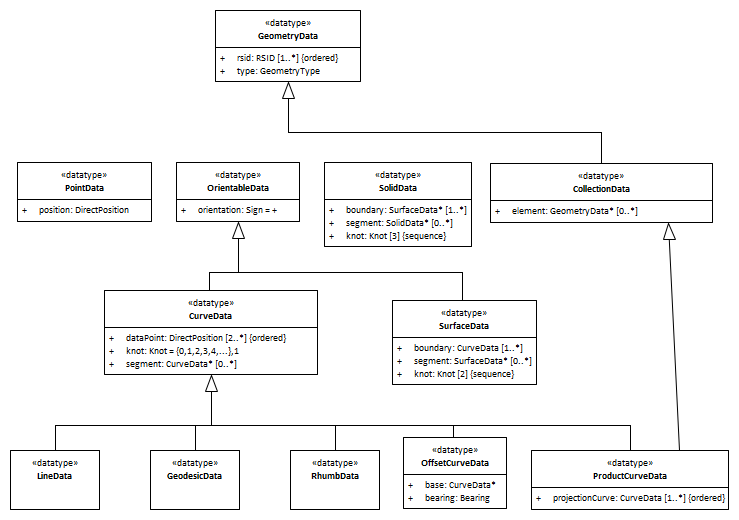 «datatype»
GeometryData
+ rsid: RSID [1..*] {ordered}
+ type: GeometryType
«datatype»
PointData
+ position: DirectPosition
«datatype»
OrientableData
+ orientation: Sign = +
«datatype»
SolidData
+ boundary: SurfaceData* [1..*]
+ segment: SolidData* [0..*]
+ knot: Knot [3] {sequence}
«datatype»
CollectionData
+ element: GeometryData* [0..*]
«datatype»
CurveData
+ dataPoint: DirectPosition [2..*] {ordered}
+ knot: Knot = {0,1,2,3,4,...},1
+ segment: CurveData* [0..*]
«datatype»
SurfaceData
+ boundary: CurveData [1..*]
+ segment: SurfaceData* [0..*]
+ knot: Knot [2] {sequence}
«datatype»
LineData
«datatype»
GeodesicData
«datatype»
RhumbData
«datatype»
OffsetCurveData
+ base: CurveData*
+ bearing: Bearing
«datatype»
ProductCurveData
+ projectionCurve: CurveData [1..*] {ordered}